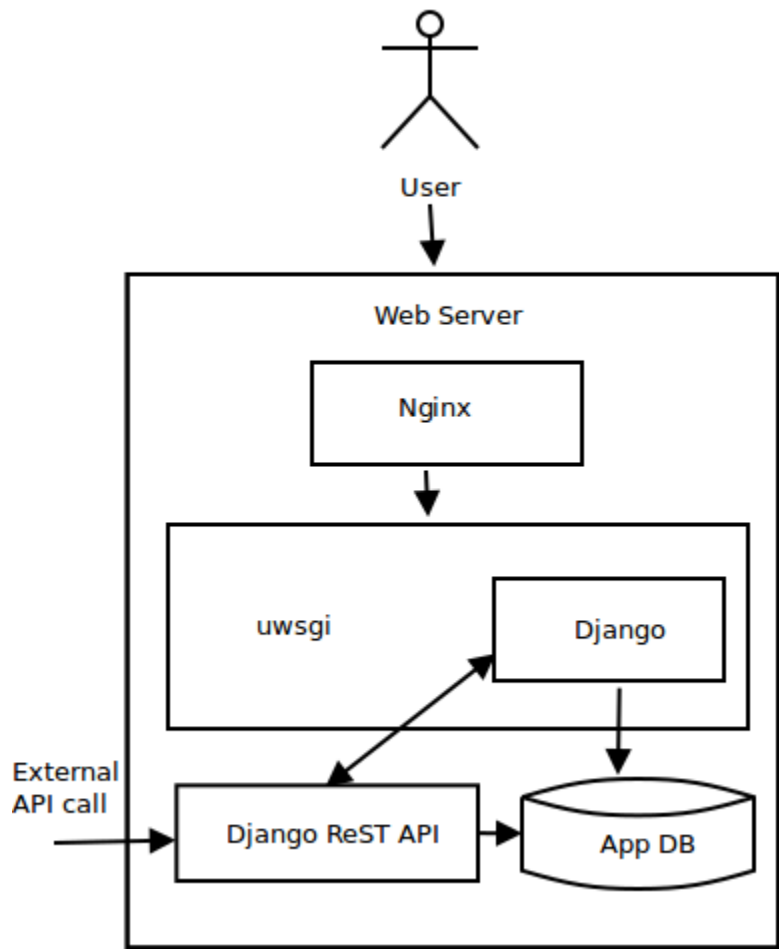 User
Web Server
Nginx
uwsgi
Django
External
API call
Django ReST API
App DB